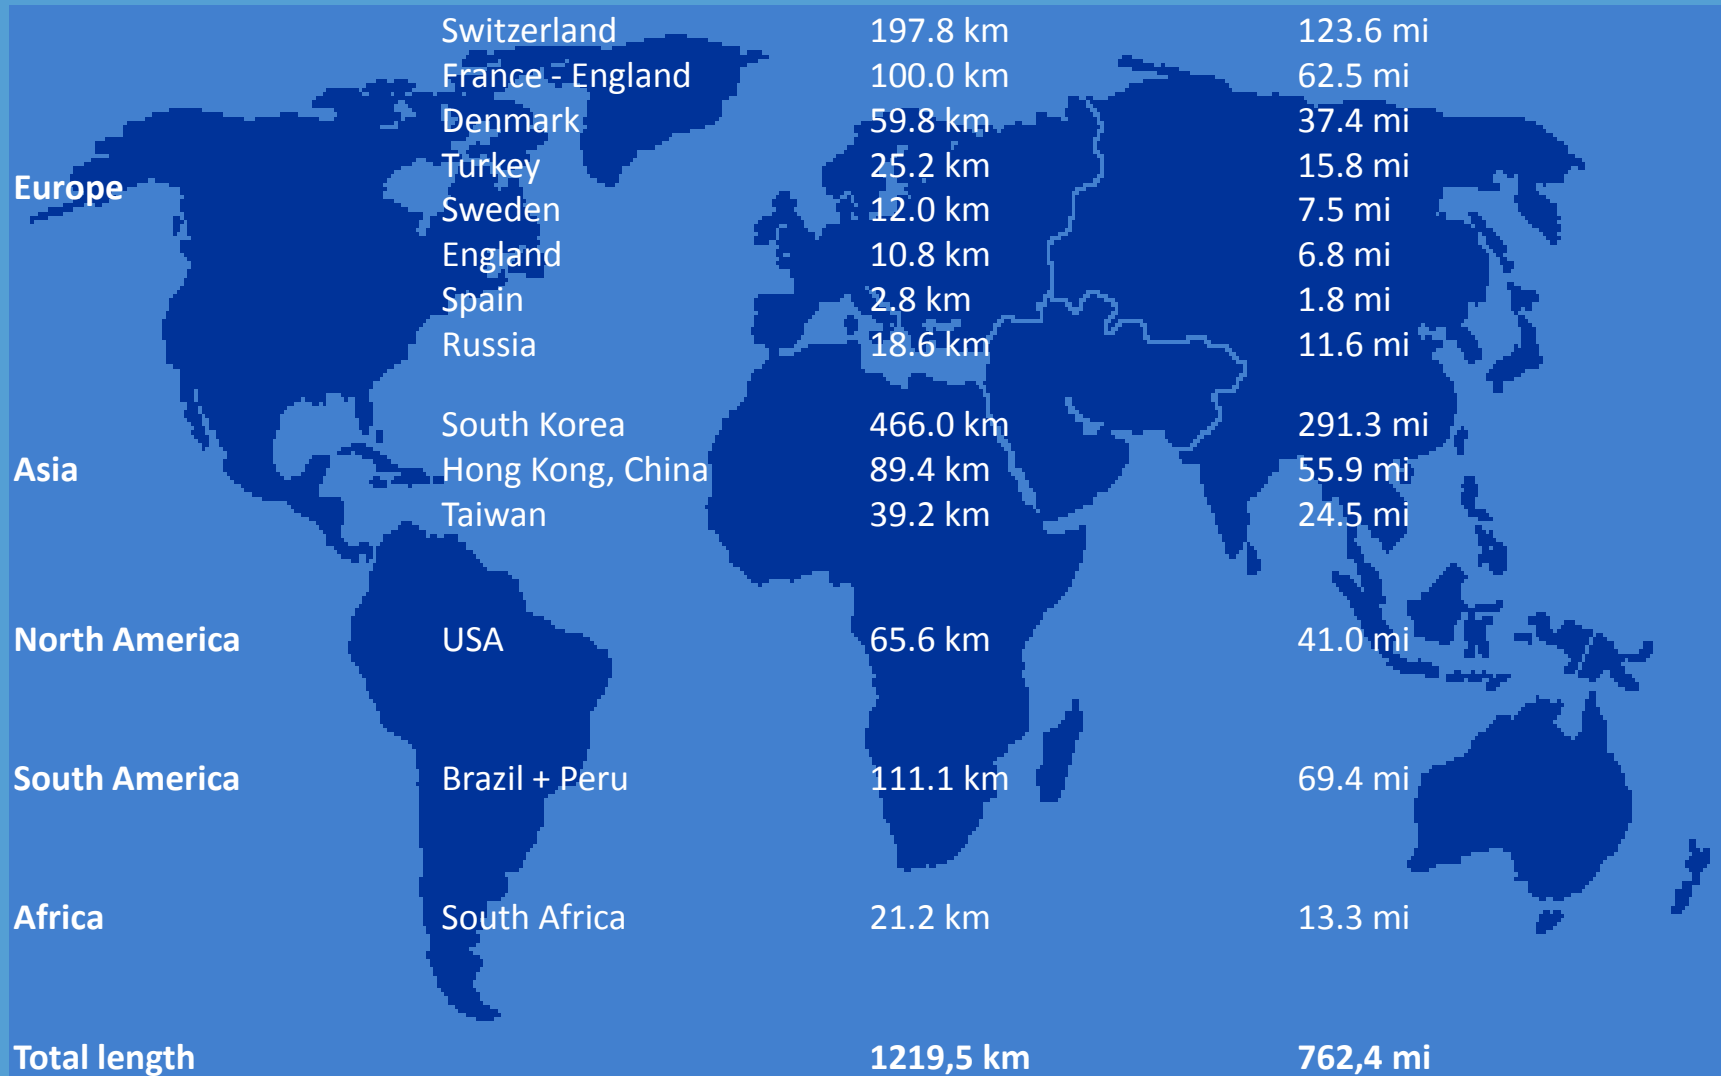 Switzerland 197.8 km 123.6 mi
France - England 100.0 km 62.5 mi
Denmark 59.8 km 37.4 mi
Turkey 25.2 km 15.8 mi
Europe
Sweden 12.0 km 7.5 mi
England 10.8 km 6.8 mi
Spain 2.8 km 1.8 mi
Russia 18.6 km 11.6 mi
South Korea 466.0 km 291.3 mi
Asia Hong Kong, China 89.4 km 55.9 mi
Taiwan 39.2 km 24.5 mi
North America USA 65.6 km 41.0 mi
South America Brazil + Peru 111.1 km 69.4 mi
Africa South Africa 21.2 km 13.3 mi
Total length 1219,5 km 762,4 mi